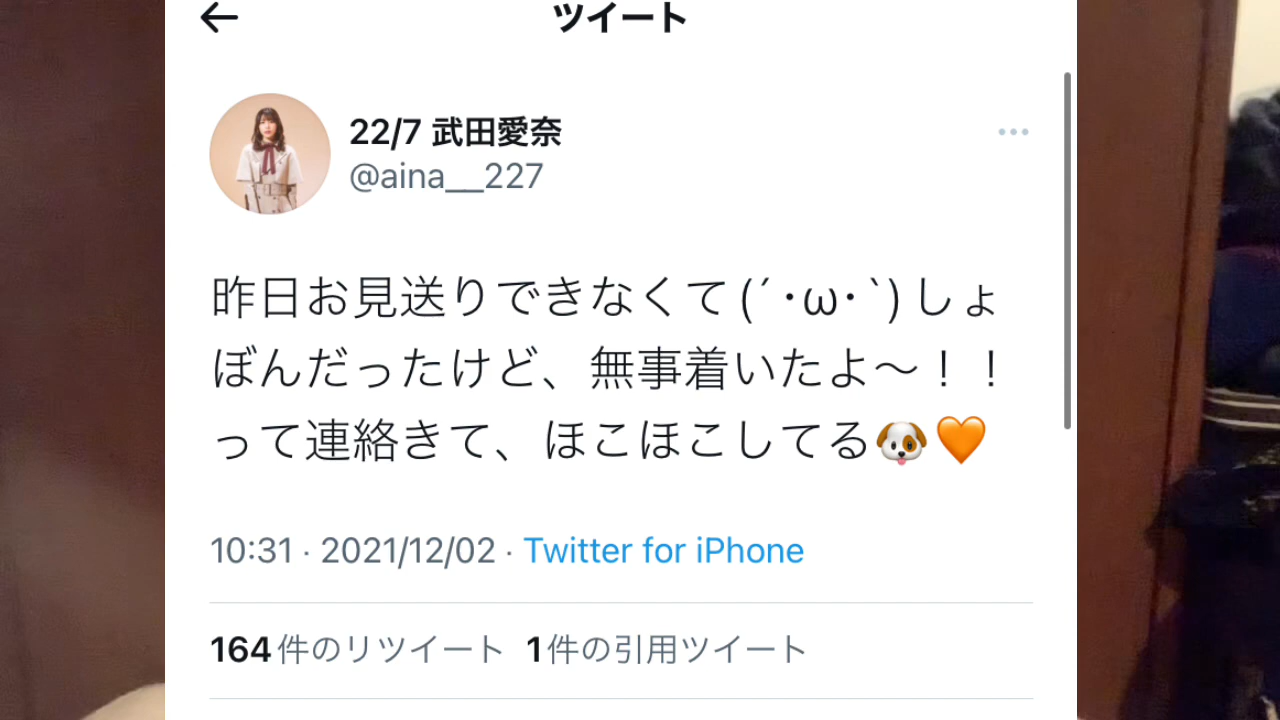 ツイート
22/7 武田愛奈
@aina__227
昨日お見送りできなくて(´･ω･`)しょ
ぼんだったけど、無事着いたよ〜！！
って連絡きて、ほこほこしてる🐶🧡
10:31 · 2021/12/02 · Twitter for iPhone
164件のリツイート 1件の引用ツイート